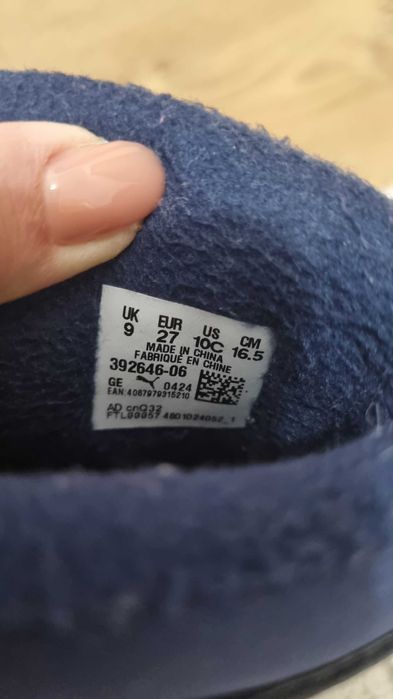 UK EUR US CM
9 27 10C 16.5
MADE IN CHINA
FABRIQUÉ EN CHINE
392646-06
GE 0424
EAN:4067979315210
AD cnQ32